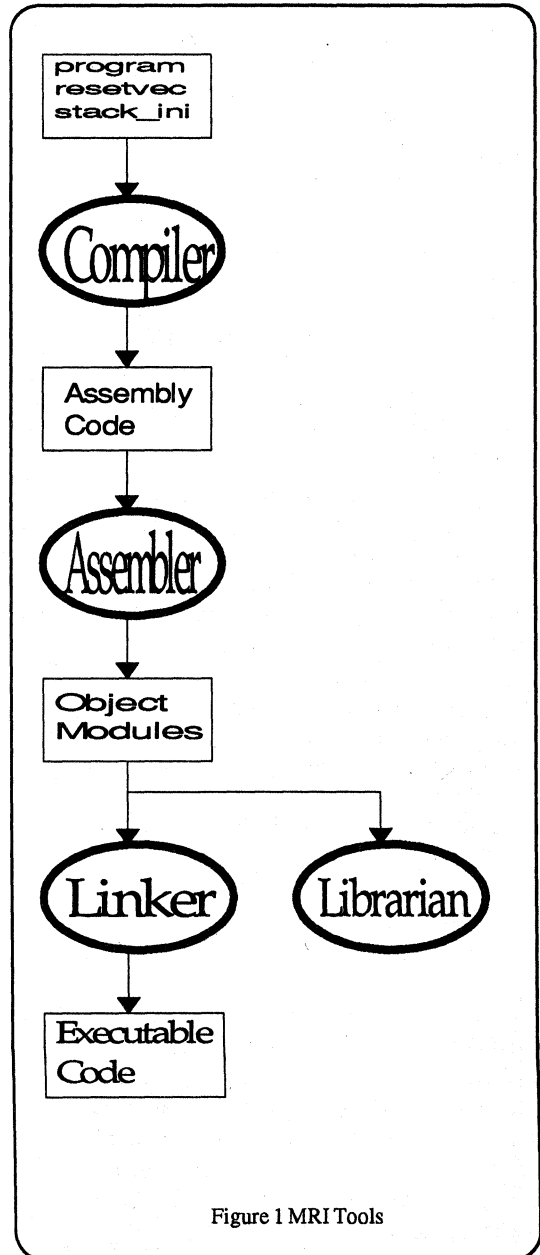 program
resetvec
stack_ini
Compiler
Assembly
Code
Assembler
Object
Modules
Linker
Librarian
Executable
Code
Figure 1 MRI Tools